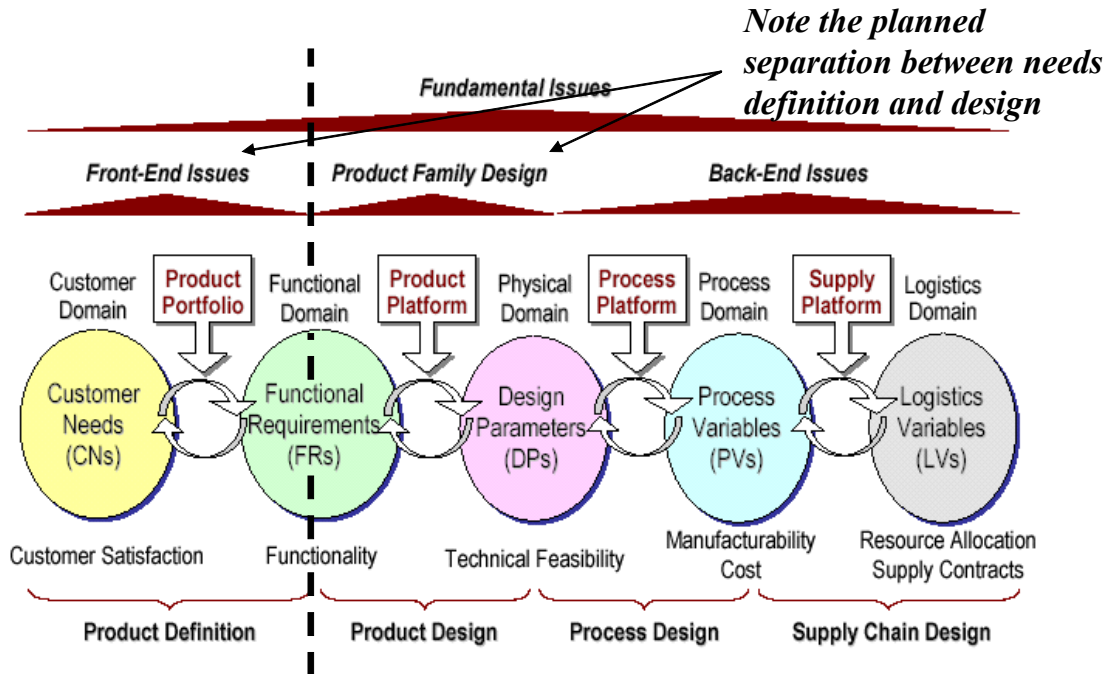 Note the planned
separation between needs
definition and design
Fundamental Issues
Front-End Issues
Product Family Design
Back-End Issues
Customer
Domain
Product
Portfolio
Functional
Domain
Product
Platform
Physical
Domain
Process
Platform
Process
Domain
Supply
Platform
Logistics
Domain
Customer
Needs
(CNs)
Functional
Requirements
(FRs)
Design
Parameters
(DPs)
Process
Variables
(PVs)
Logistics
Variables
(LVs)
Customer Satisfaction
Functionality
Technical Feasibility
Manufacturability
Cost
Resource Allocation
Supply Contracts
Product Definition
Product Design
Process Design
Supply Chain Design